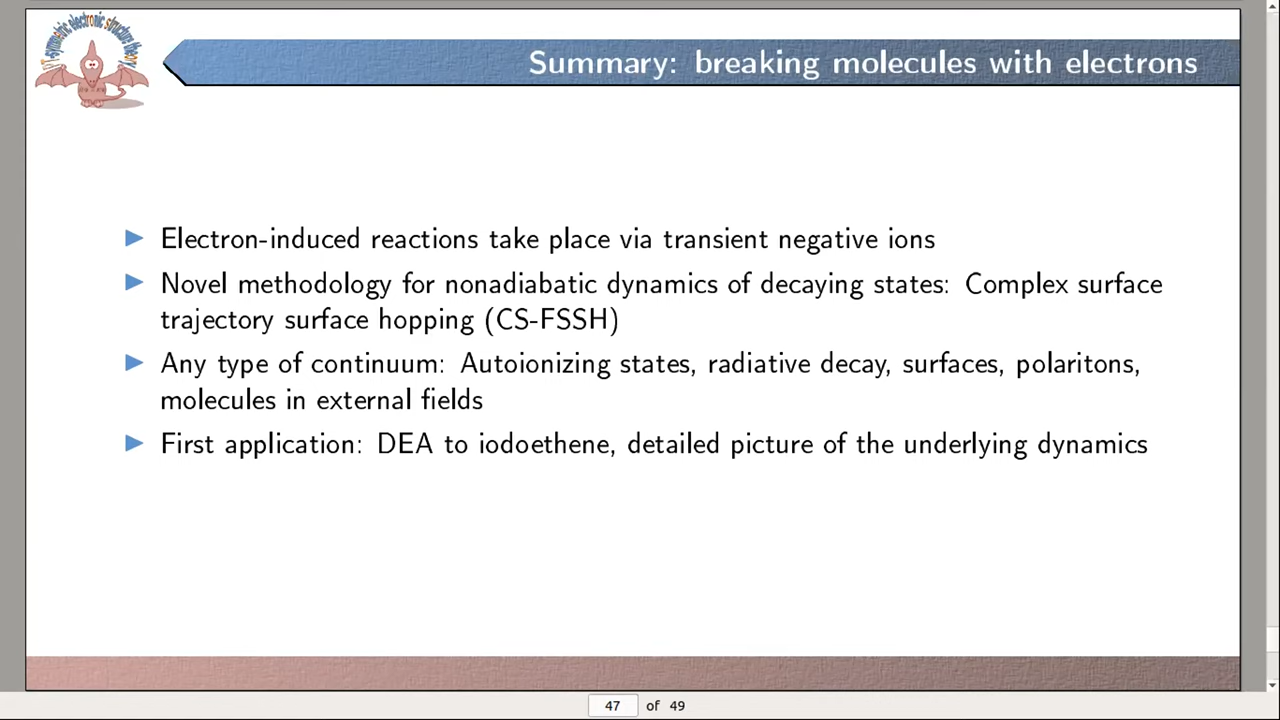 Summary: breaking molecules with electrons
Electron-induced reactions take place via transient negative ions
Novel methodology for nonadiabatic dynamics of decaying states: Complex surface
trajectory surface hopping (CS-FSSH)
Any type of continuum: Autoionizing states, radiative decay, surfaces, polaritons,
molecules in external fields
First application: DEA to iodoethene, detailed picture of the underlying dynamics
47 of 49